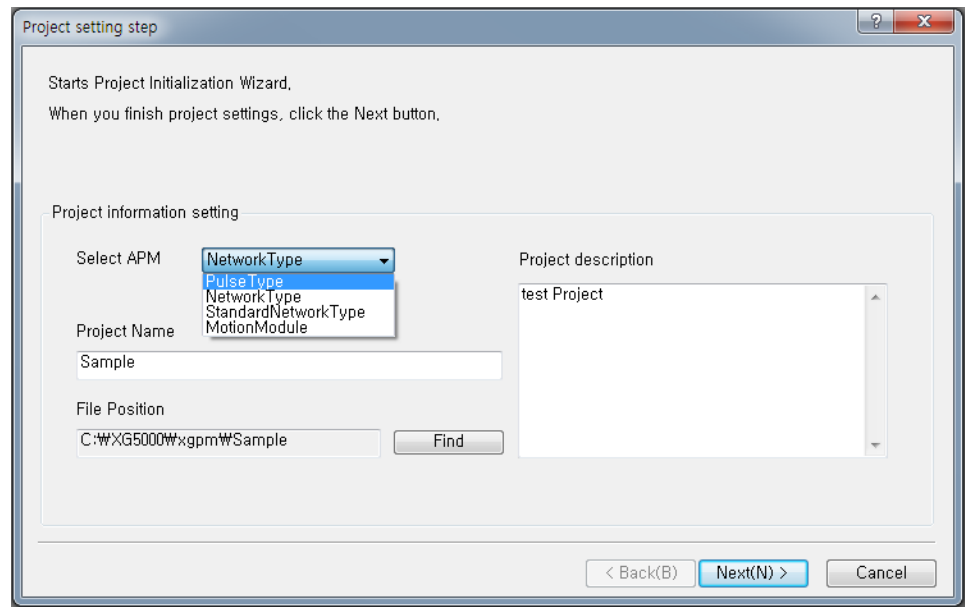 Project setting step
?
X
Starts Project Initialization Wizard,
When you finish project settings, click the Next button,
Project information setting
Select APM
NetworkType
PulseType
NetworkType
StandardNetworkType
MotionModule
Project Name
Sample
File Position
C:₩XG5000₩xgpm₩Sample
Find
Project description
test Project
< Back(B)
Next(N) >
Cancel